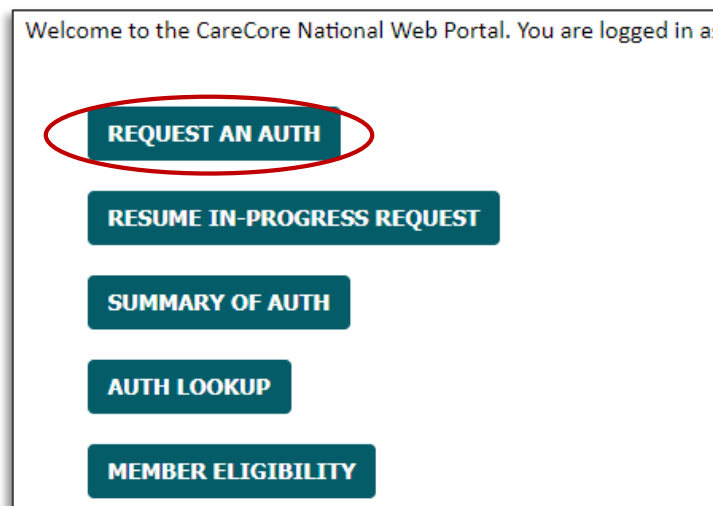 Welcome to the CareCore National Web Portal. You are logged in as
REQUEST AN AUTH
RESUME IN-PROGRESS REQUEST
SUMMARY OF AUTH
AUTH LOOKUP
MEMBER ELIGIBILITY